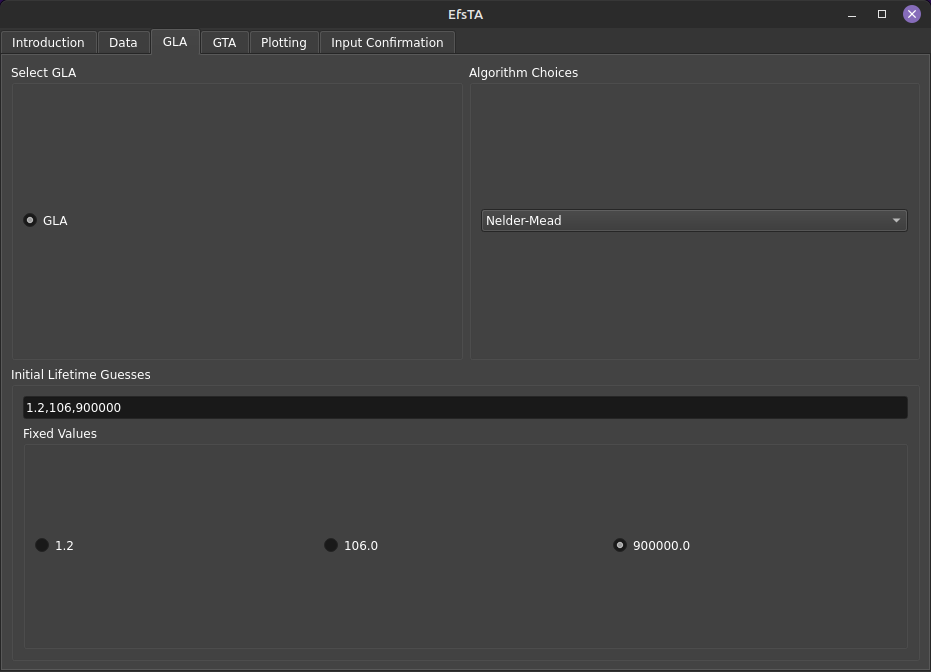 EfsTA
Introduction Data GLA GTA Plotting Input Confirmation
Select GLA
GLA
Algorithm Choices
Nelder-Mead
Initial Lifetime Guesses
1.2,106,900000
Fixed Values
1.2 106.0 900000.0